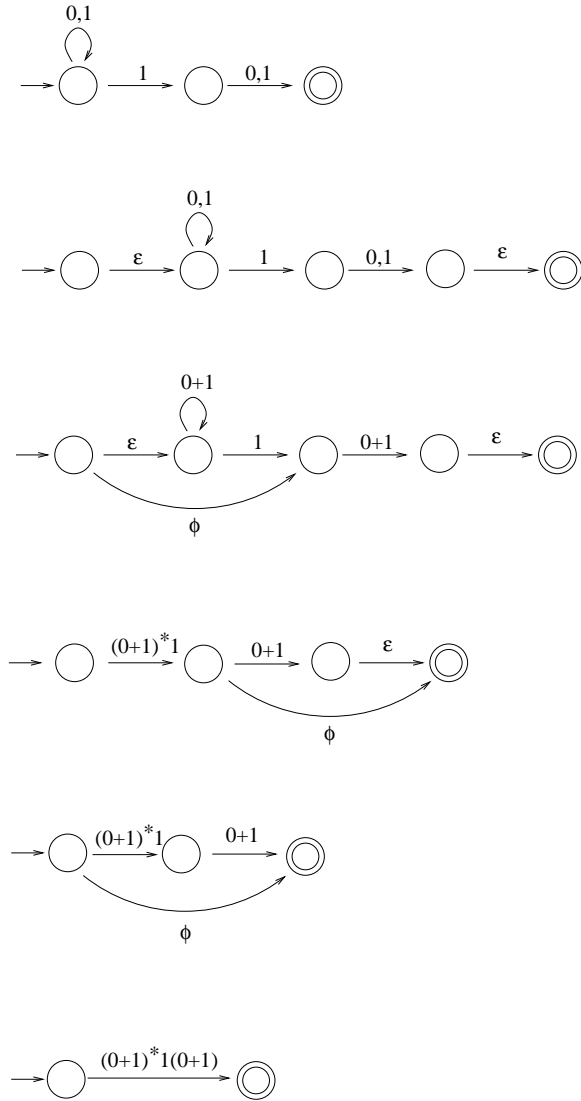 0,1
1 0,1
0,1
ε 1 0,1 ε
0+1
ε 1 0+1 ε
ϕ
(0+1)*1 0+1 ε
ϕ
(0+1)*1 0+1
ϕ
(0+1)*1(0+1)